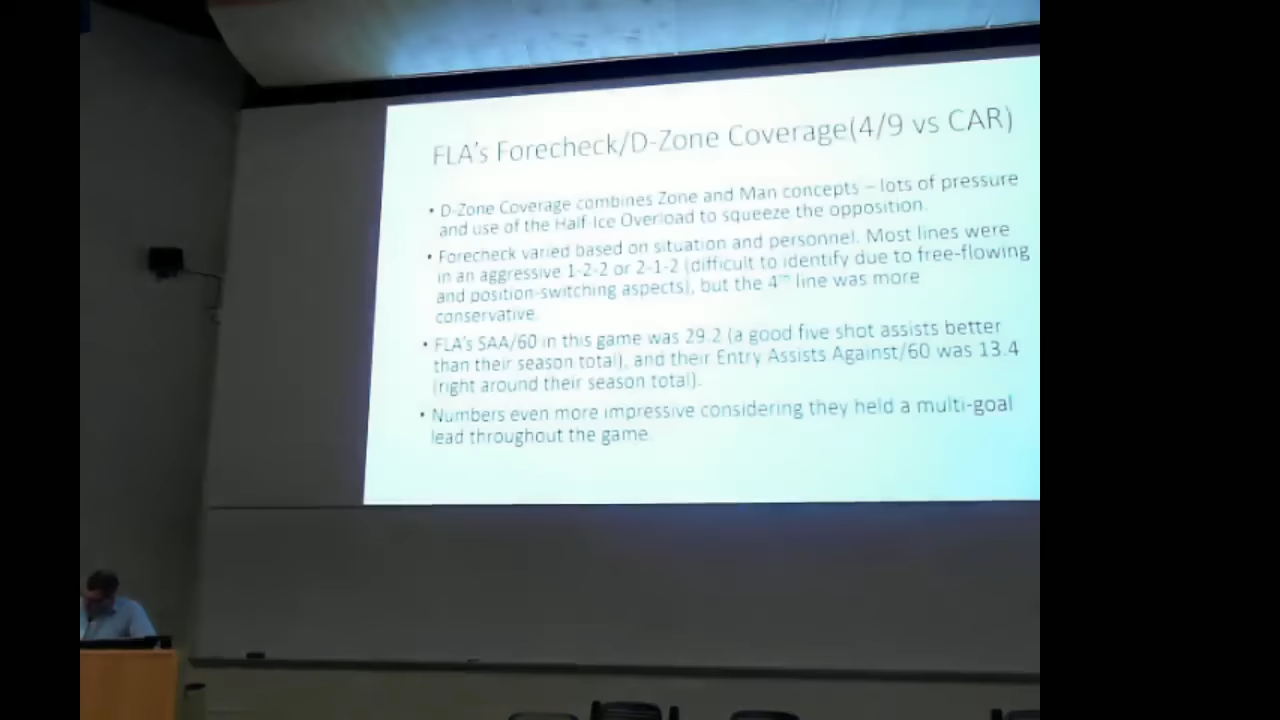 FLA's Forecheck/D-Zone Coverage(4/9 vs CAR)
• D-Zone Coverage combines Zone and Man concepts – lots of pressure
and use of the Half-Ice Overload to squeeze the opposition.
• Forecheck varied based on situation and personnel. Most lines were
in an aggressive 1-2-2 or 2-1-2 (difficult to identify due to free-flowing
and position-switching aspects), but the 4th line was more
conservative.
• FLA's SAA/60 in this game was 29.2 (a good five shot assists better
than their season total), and their Entry Assists Against/60 was 13.4
(right around their season total).
• Numbers even more impressive considering they held a multi-goal
lead throughout the game.